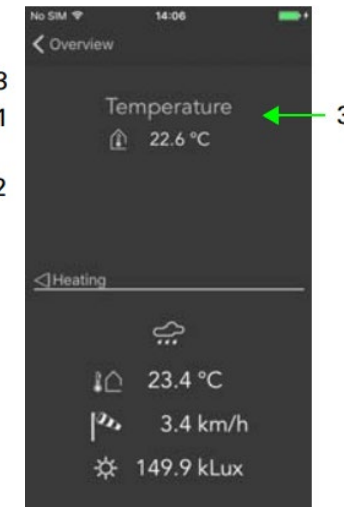 No SIM 14:06
Overview
3
1
Temperature
3
22.6 °C
2
Heating
23.4 °C
3.4 km/h
149.9 kLux